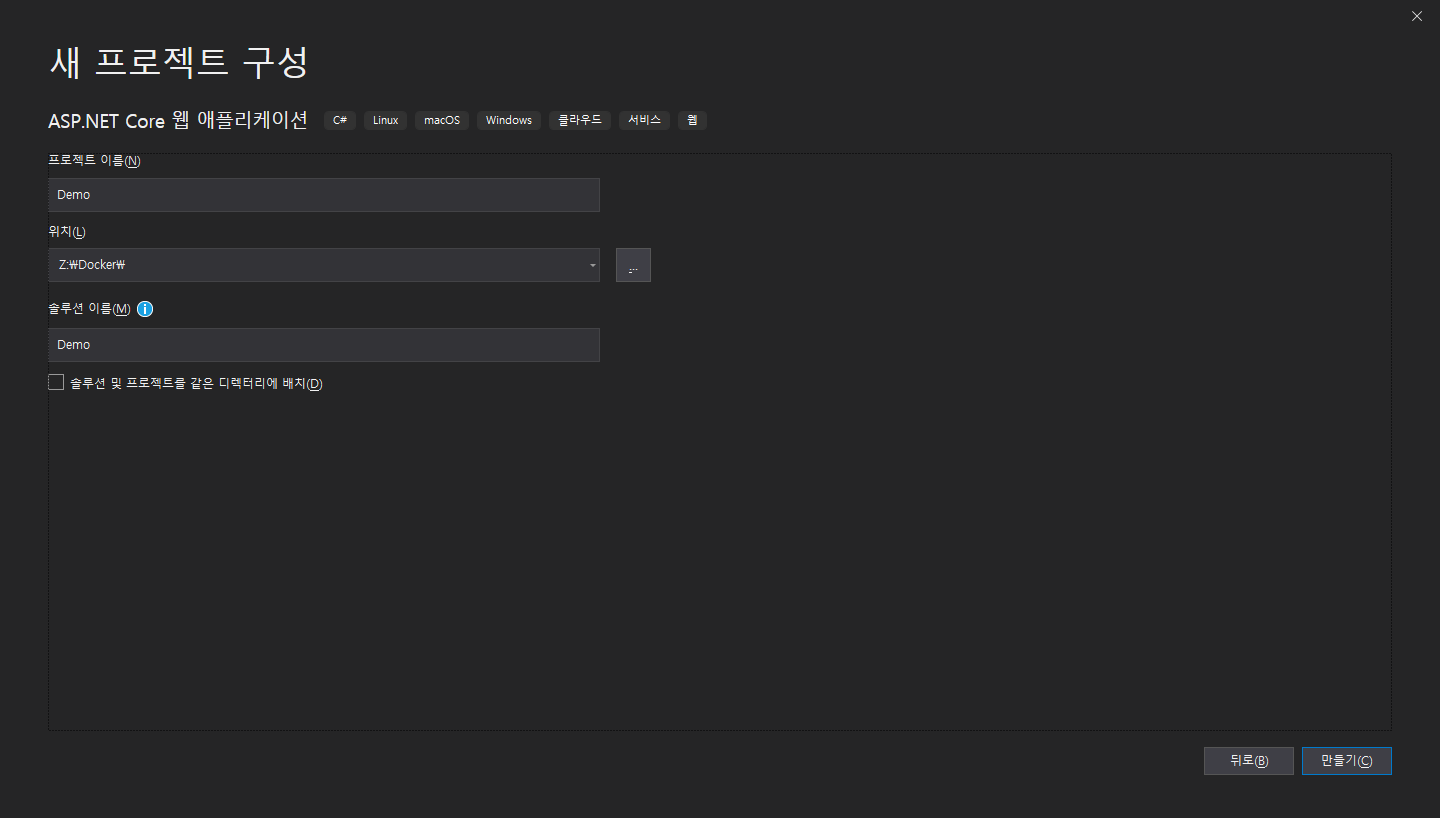 새 프로젝트 구성
ASP.NET Core 웹 애플리케이션 C# Linux macOS Windows 클라우드 서비스 웹
프로젝트 이름(N)
Demo
위치(L)
Z:₩Docker₩
...
솔루션 이름(M)
Demo
솔루션 및 프로젝트를 같은 디렉터리에 배치(D)
뒤로(B) 만들기(C)